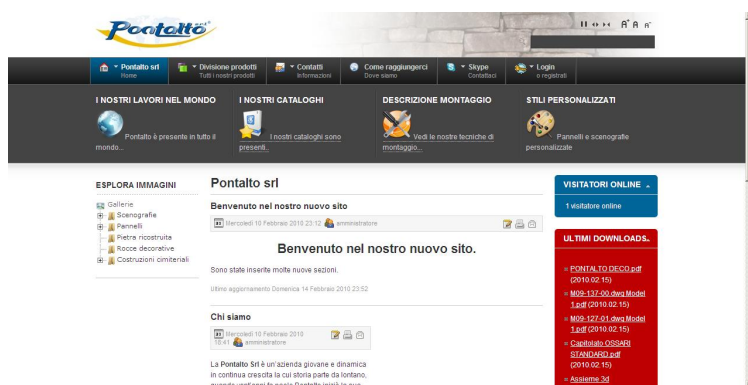 Pontalto srl
A A A
Pontalto srl
Home
Divisione prodotti
Tutti i nostri prodotti
Contatti
Informazioni
Come raggiungerci
Dove siamo
Skype
Contattaci
Login
o registrati
I NOSTRI LAVORI NEL MONDO
Pontalto è presente in tutto il
mondo...
I NOSTRI CATALOGHI
I nostri cataloghi sono
presenti..
DESCRIZIONE MONTAGGIO
Vedi le
nostre tecniche di
montaggio...
STILI PERSONALIZZATI
Pannelli e scenografie
personalizzate
ESPLORA IMMAGINI
Gallerie
Scenografie
Pannelli
Pietra ricostruita
Rocce decorative
Costruzioni cimiteriali
Pontalto srl
Benvenuto nel nostro nuovo sito
Mercoledì 10 Febbraio 2010 23:12 amministratore
Benvenuto nel nostro nuovo sito.
Sono state inserite molte nuove sezioni.
Ultimo aggiornamento Domenica 14 Febbraio 2010 23:52
Chi siamo
Mercoledì 10 Febbraio 2010
18:41 amministratore
La Pontalto Srl è un'azienda giovane e dinamica
in continua crescita la cui storia parte da lontano,
VISITATORI ONLINE
1 visitatore online
ULTIMI DOWNLOADS
PONTALTO DECO.pdf
(2010.02.15)
M09-137-00.dwg Model
1.pdf (2010.02.15)
M09-127-01.dwg Model
1.pdf (2010.02.15)
Capitolato OSSARI
STANDARD.pdf
(2010.02.15)
Assieme 3d